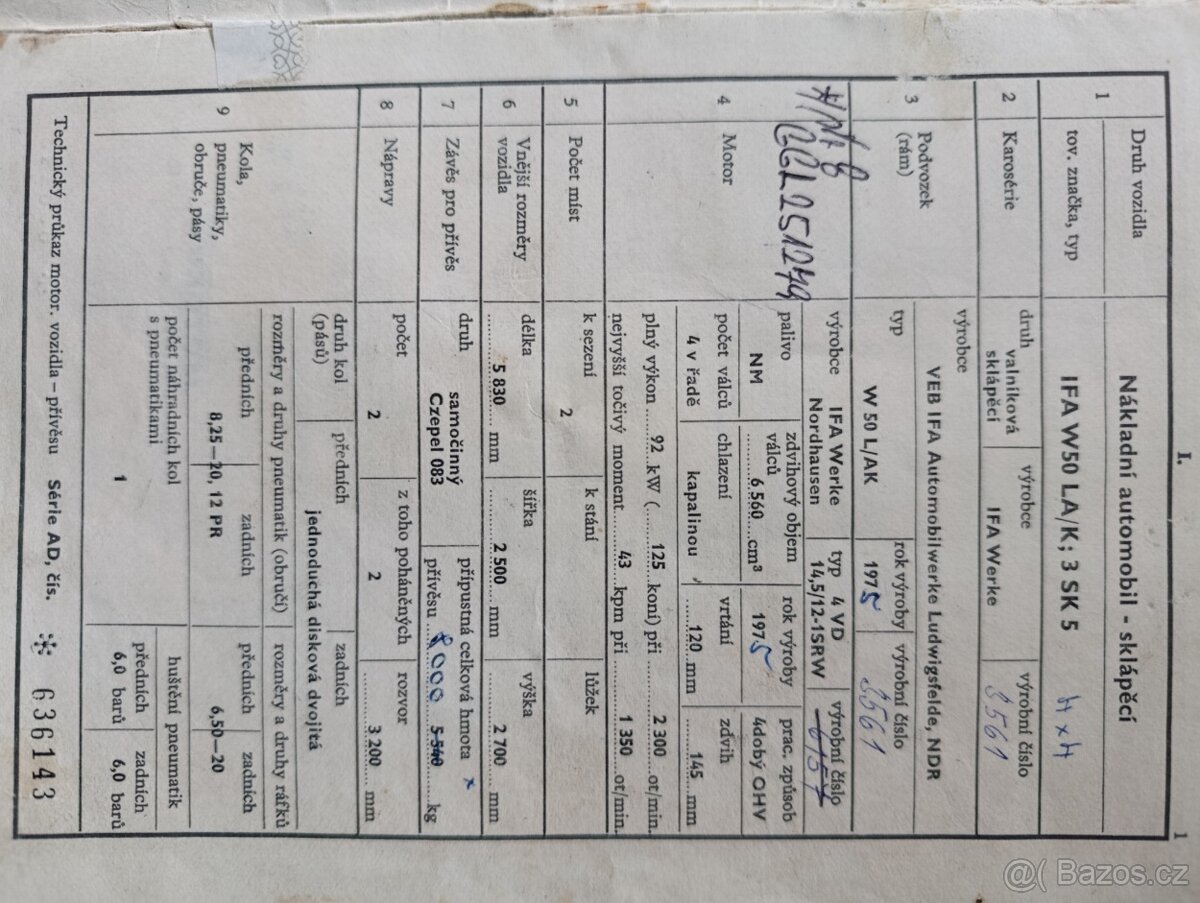 I. 1
Druh vozidla Nákladní automobil - sklápěcí
1 tov. značka, typ IFA W50 LA/K; 3 SK 5 4x4
2 Karosérie druh výrobce výrobní číslo
valníková
sklápěcí IFA Werke 3561
3 Podvozek
(rám) výrobce
VEB IFA Automobilwerke Ludwigsfelde, NDR
typ rok výroby výrobní číslo
W 50 L/AK 1975 3561
4 Motor výrobce IFA Werke
Nordhausen typ 4 VD
14,5/12-1SRW výrobní číslo
6157
251279
palivo zdvihový objem
válců rok výroby prac. způsob
NM 6 560 cm³ 1975 4dobý OHV
počet válců chlazení vrtání zdvih
4 v řadě kapalinou 120 mm 145 mm
plný výkon 92 kW (125 koní) při 2 300 ot/min.
nejvyšší točivý moment 43 kpm při 1 350 ot/min.
5 Počet míst k sezení k stání lůžek
2
6 Vnější rozměry
vozidla délka šířka výška
5 830 mm 2 500 mm 2 700 mm
7 Závěs pro přívěs druh
samočinný
Czepel 083
přípustná celková hmota x
přívěsu 8000 5 540 kg
8 Nápravy počet z toho poháněných rozvor
2 2 3 200 mm
9 Kola,
pneumatiky,
obruče, pásy druh kol
(pásů) předních zadních
jednoduchá disková dvojitá
rozměry a druhy pneumatik (obručí) rozměry a druhy ráfků
předních zadních předních zadních
8,25—20, 12 PR 6,50—20
počet náhradních kol
s pneumatikami
1
huštění pneumatik
předních zadních
6,0 barů 6,0 barů
Technický průkaz motor. vozidla – přívěsu Série AD, čís. * 636143
@( Bazos.cz